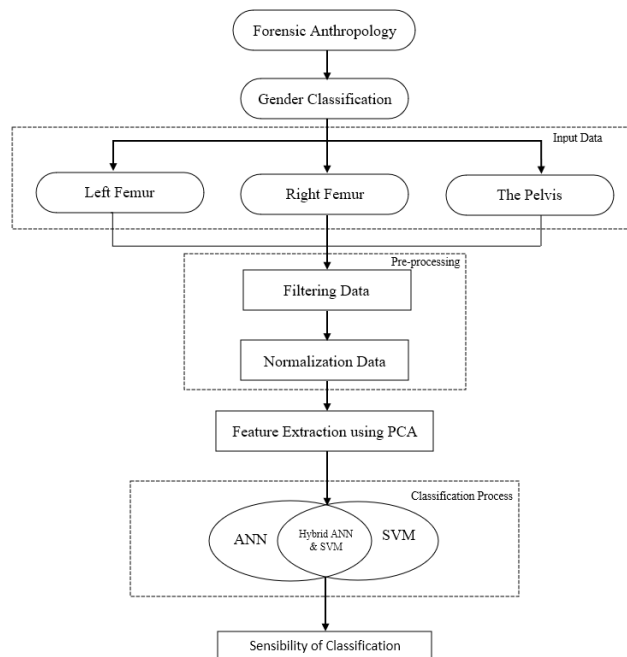 Forensic Anthropology
Gender Classification
Input Data
Left Femur
Right Femur
The Pelvis
Pre-processing
Filtering Data
Normalization Data
Feature Extraction using PCA
Classification Process
ANN
Hybrid ANN
& SVM
SVM
Sensibility of Classification